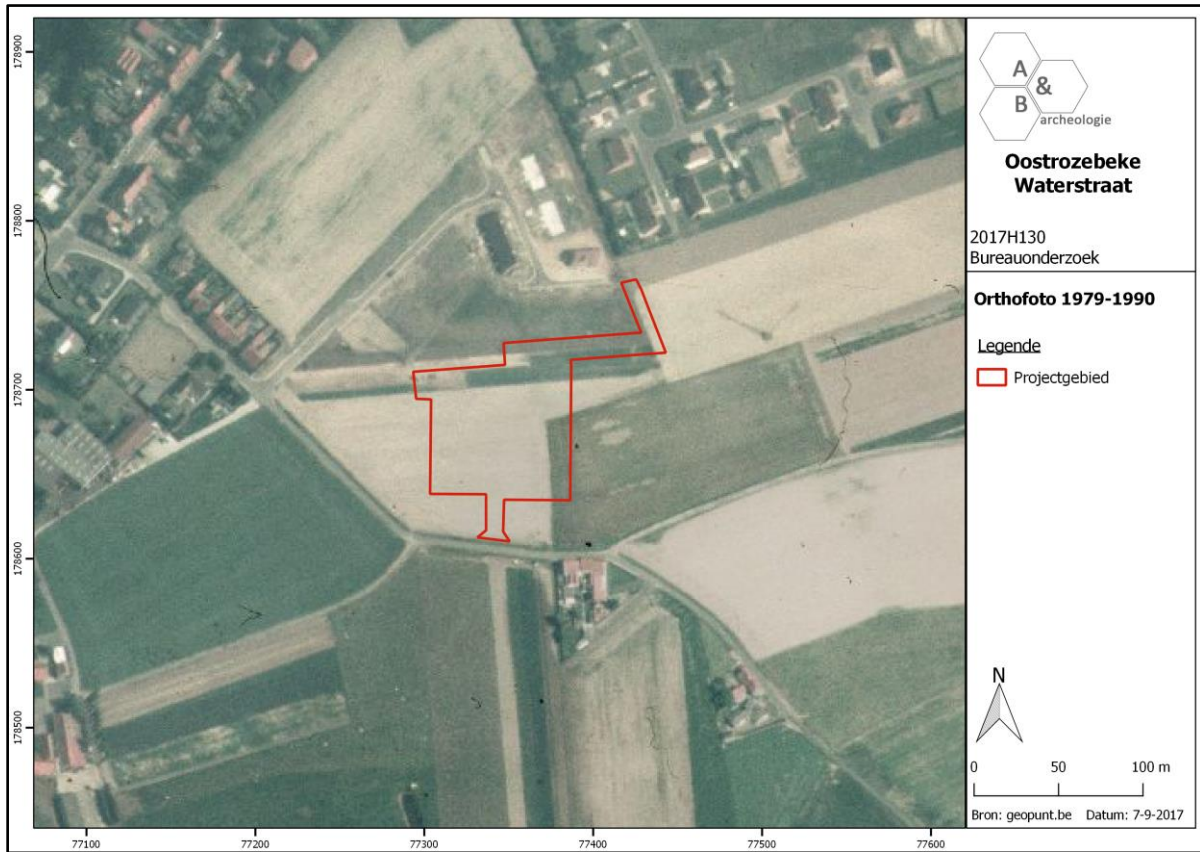 A
&
B
archeologie
Oostrozebeke
Waterstraat
2017H130
Bureauonderzoek
Orthofoto 1979-1990
Legende
Projectgebied
N
0 50 100 m
Bron: geopunt.be Datum: 7-9-2017
178900
178800
178700
178600
178500
77100 77200 77300 77400 77500 77600